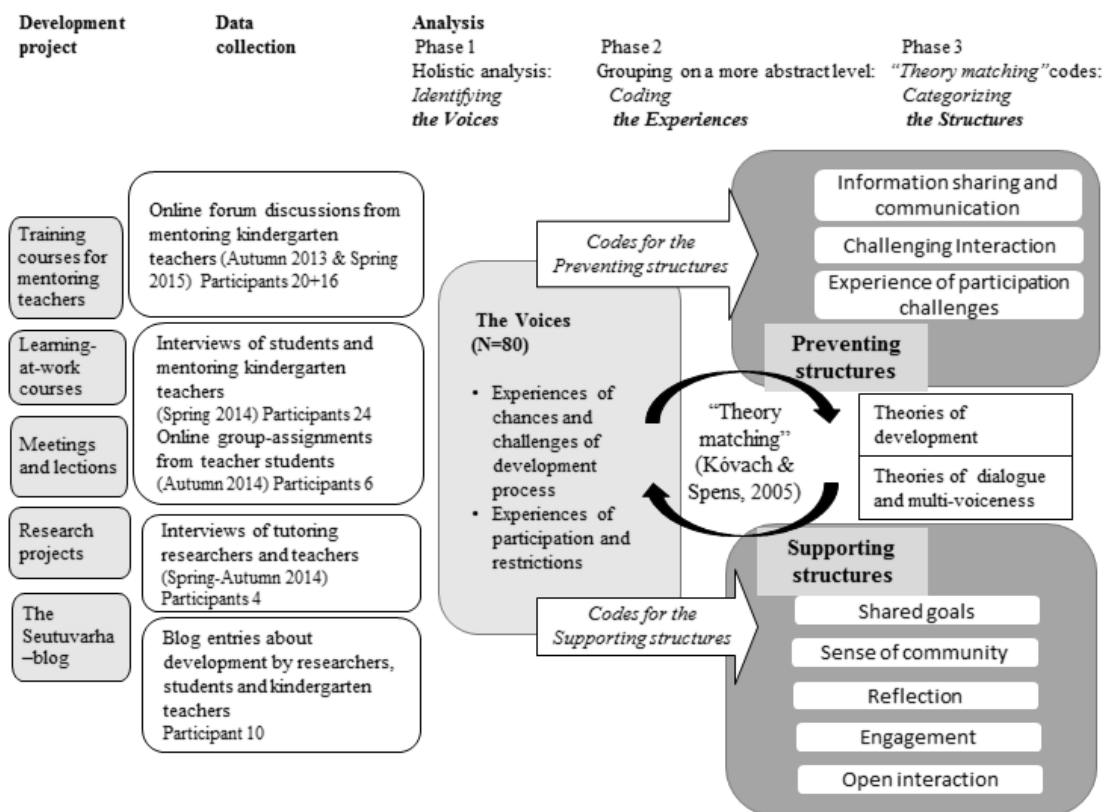 Development
project
Data
collection
Analysis
Phase 1
Holistic analysis:
Identifying
the Voices
Phase 2
Grouping on a more abstract level:
Coding
the Experiences
Phase 3
“Theory matching”codes:
Categorizing
the Structures
Training
courses for
mentoring
teachers
Learning-
at-work
courses
Meetings
and lections
Research
projects
The
Seutuvarha
–blog
Online forum discussions from
mentoring kindergarten
teachers (Autumn 2013 & Spring
2015) Participants 20+16
Interviews of students and
mentoring kindergarten
teachers
(Spring 2014) Participants 24
Online group-assignments
from teacher students
(Autumn 2014) Participants 6
Interviews of tutoring
researchers and teachers
(Spring-Autumn 2014)
Participants 4
Blog entries about
development by researchers,
students and kindergarten
teachers
Participant 10
The Voices
(N=80)
• Experiences of
chances and
challenges of
development
process
• Experiences of
participation and
restrictions
Codes for the
Preventing structures
Codes for the
Supporting structures
“Theory
matching”
(Kóvach &
Spens, 2005)
Information sharing and
communication
Challenging Interaction
Experience of participation
challenges
Preventing
structures
Theories of
development
Theories of dialogue
and multi-voiceness
Supporting
structures
Shared goals
Sense of community
Reflection
Engagement
Open interaction